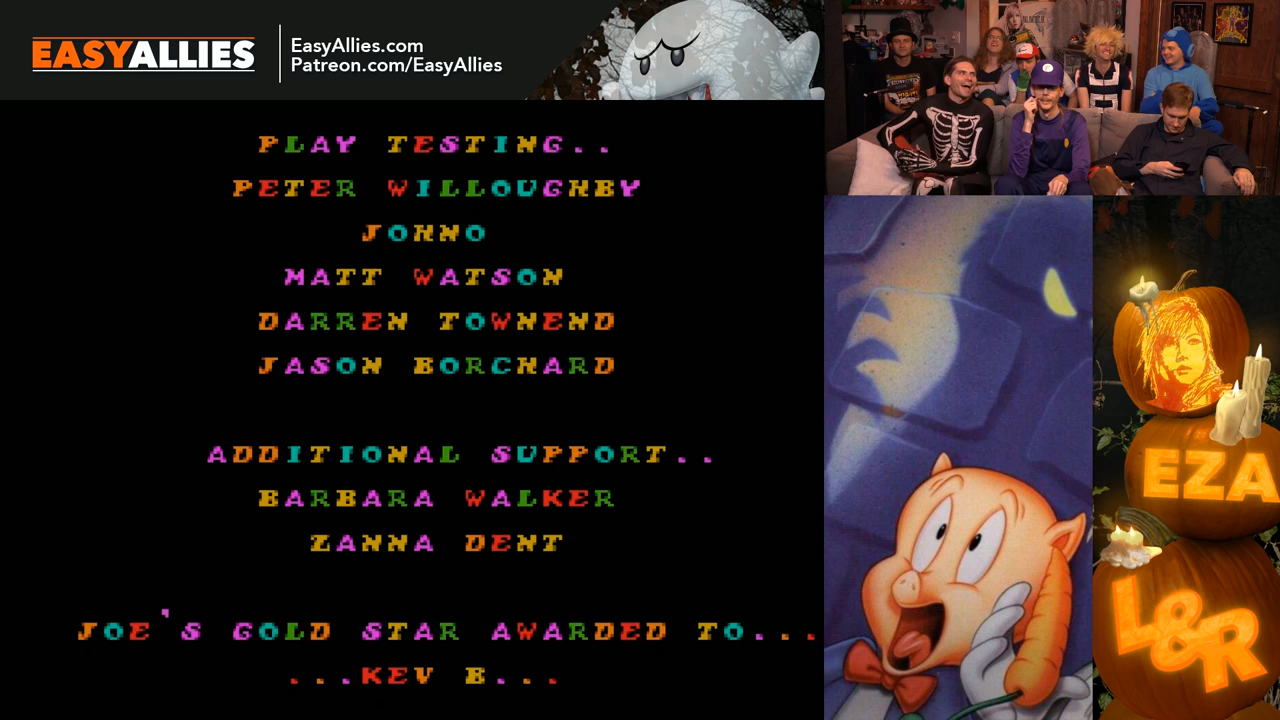 EASYALLIES
EasyAllies.com
Patreon.com/EasyAllies
PLAY TESTING..
PETER WILLOUGHBY
JONNO
MATT WATSON
DARREN TOWNEND
JASON BORCHARD
ADDITIONAL SUPPORT..
BARBARA WALKER
ZANNA DENT
JOE'S GOLD STAR AWARDED TO...
...KEV B...
EZA
L&R